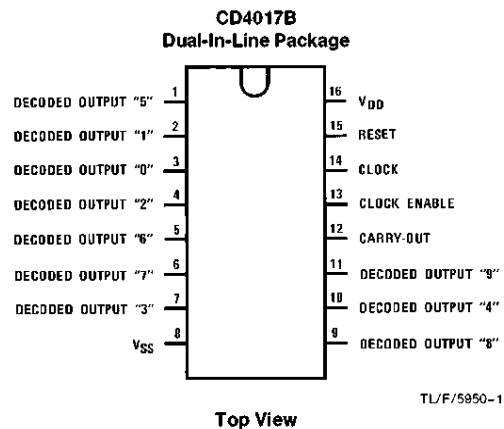 CD4017B
Dual-In-Line Package
DECODED OUTPUT "5" 1
DECODED OUTPUT "1" 2
DECODED OUTPUT "0" 3
DECODED OUTPUT "2" 4
DECODED OUTPUT "6" 5
DECODED OUTPUT "7" 6
DECODED OUTPUT "3" 7
VSS 8
16 VDD
15 RESET
14 CLOCK
13 CLOCK ENABLE
12 CARRY-OUT
11 DECODED OUTPUT "9"
10 DECODED OUTPUT "4"
9 DECODED OUTPUT "8"
TL/F/5950–1
Top View